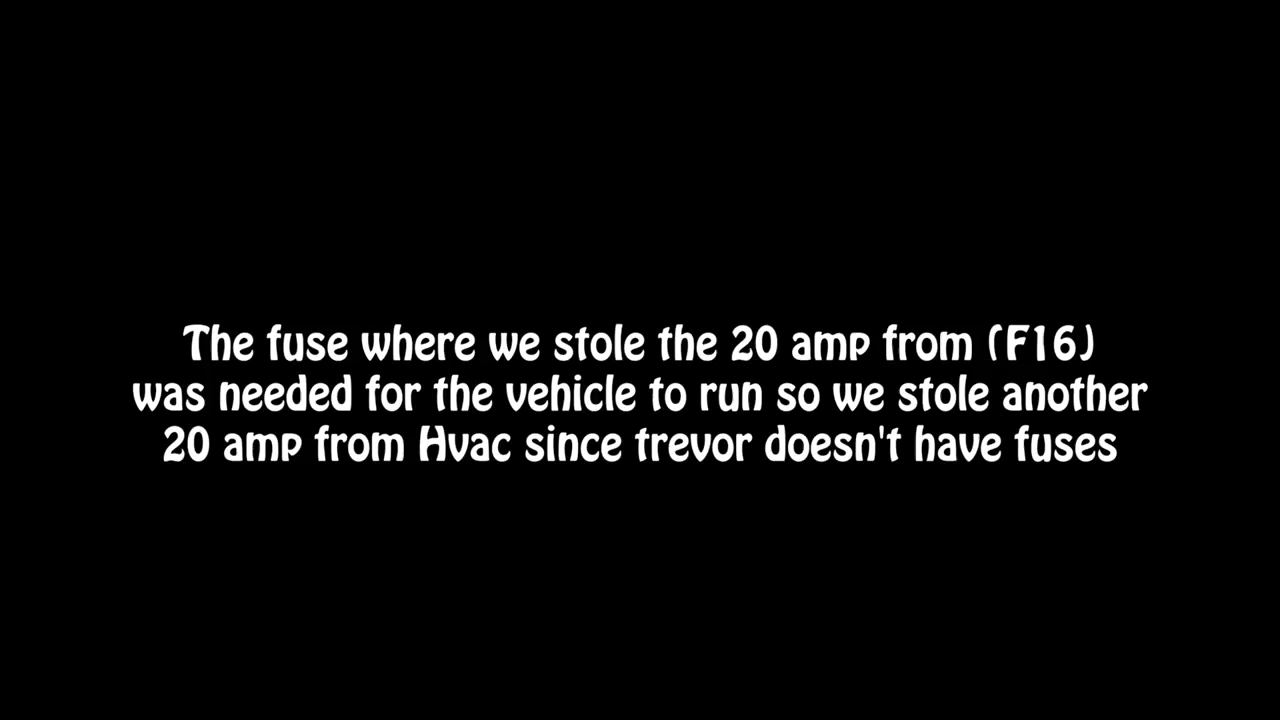 The fuse where we stole the 20 amp from (F16)
was needed for the vehicle to run so we stole another
20 amp from Hvac since trevor doesn't have fuses